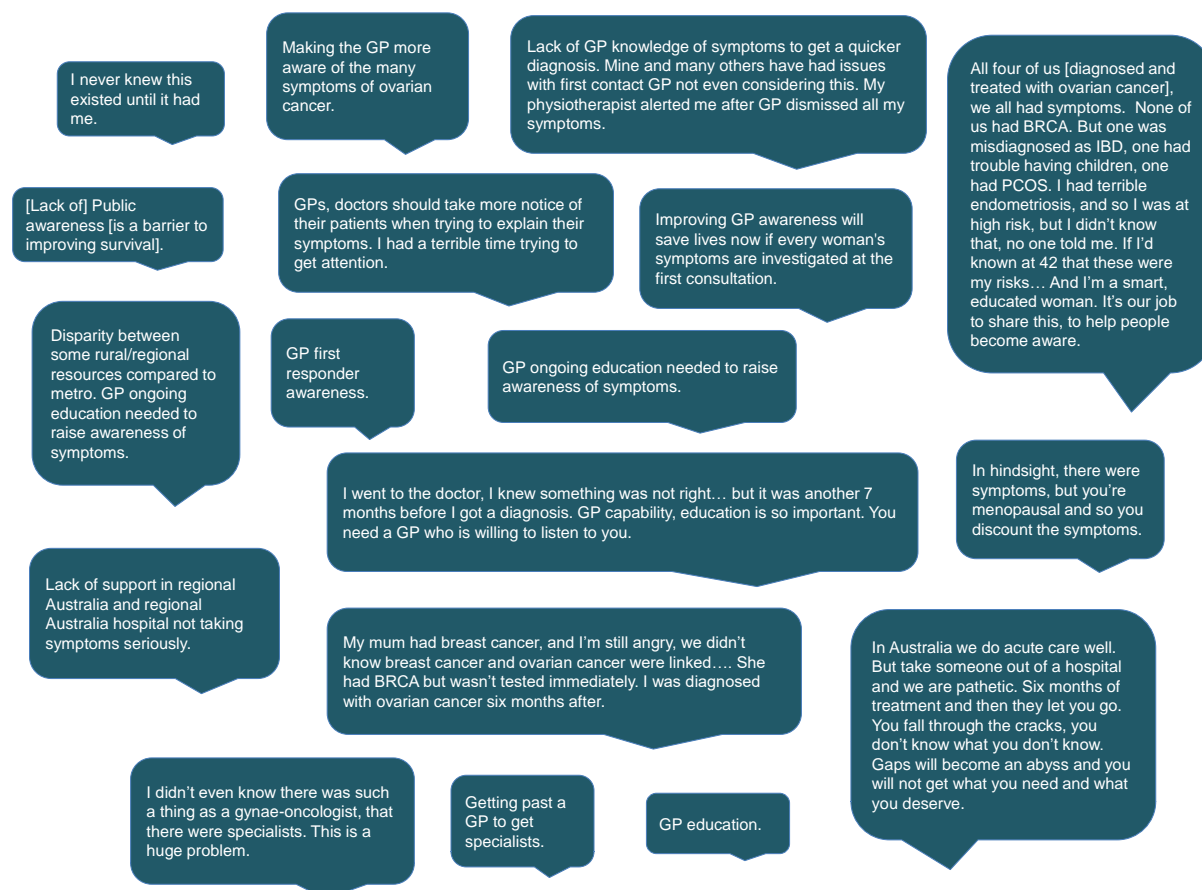 I never knew this
existed until it had
me.
Making the GP more
aware of the many
symptoms of ovarian
cancer.
Lack of GP knowledge of symptoms to get a quicker
diagnosis. Mine and many others have had issues
with first contact GP not even considering this. My
physiotherapist alerted me after GP dismissed all my
symptoms.
All four of us [diagnosed and
treated with ovarian cancer],
we all had symptoms.  None of
us had BRCA. But one was
misdiagnosed as IBD, one had
trouble having children, one
had PCOS. I had terrible
endometriosis, and so I was at
high risk, but I didn’t know
that, no one told me. If I’d
known at 42 that these were
my risks… And I’m a smart,
educated woman. It’s our job
to share this, to help people
become aware.
[Lack of] Public
awareness [is a barrier to
improving survival].
GPs, doctors should take more notice
of their patients when trying to explain their
symptoms. I had a terrible time trying to
get attention.
Improving GP awareness will
save lives now if every woman’s
symptoms are investigated at the
first consultation.
Disparity between
some rural/regional
resources compared to
metro. GP ongoing
education needed to
raise awareness of
symptoms.
GP first
responder
awareness.
GP ongoing education needed to raise
awareness of symptoms.
I went to the doctor, I knew something was not right… but it was another 7
months before I got a diagnosis. GP capability, education is so important. You
need a GP who is willing to listen to you.
In hindsight, there were
symptoms, but you’re
menopausal and so you
discount the symptoms.
Lack of support in regional
Australia and regional
Australia hospital not taking
symptoms seriously.
My mum had breast cancer, and I’m still angry, we didn’t
know breast cancer and ovarian cancer were linked…. She
had BRCA but wasn’t tested immediately. I was diagnosed
with ovarian cancer six months after.
In Australia we do acute care well.
But take someone out of a hospital
and we are pathetic. Six months of
treatment and then they let you go.
You fall through the cracks, you
don’t know what you don’t know.
Gaps will become an abyss and you
will not get what you need and what
you deserve.
I didn’t even know there was such
a thing as a gynae-oncologist, that
there were specialists. This is a
huge problem.
Getting past a
GP to get
specialists.
GP education.